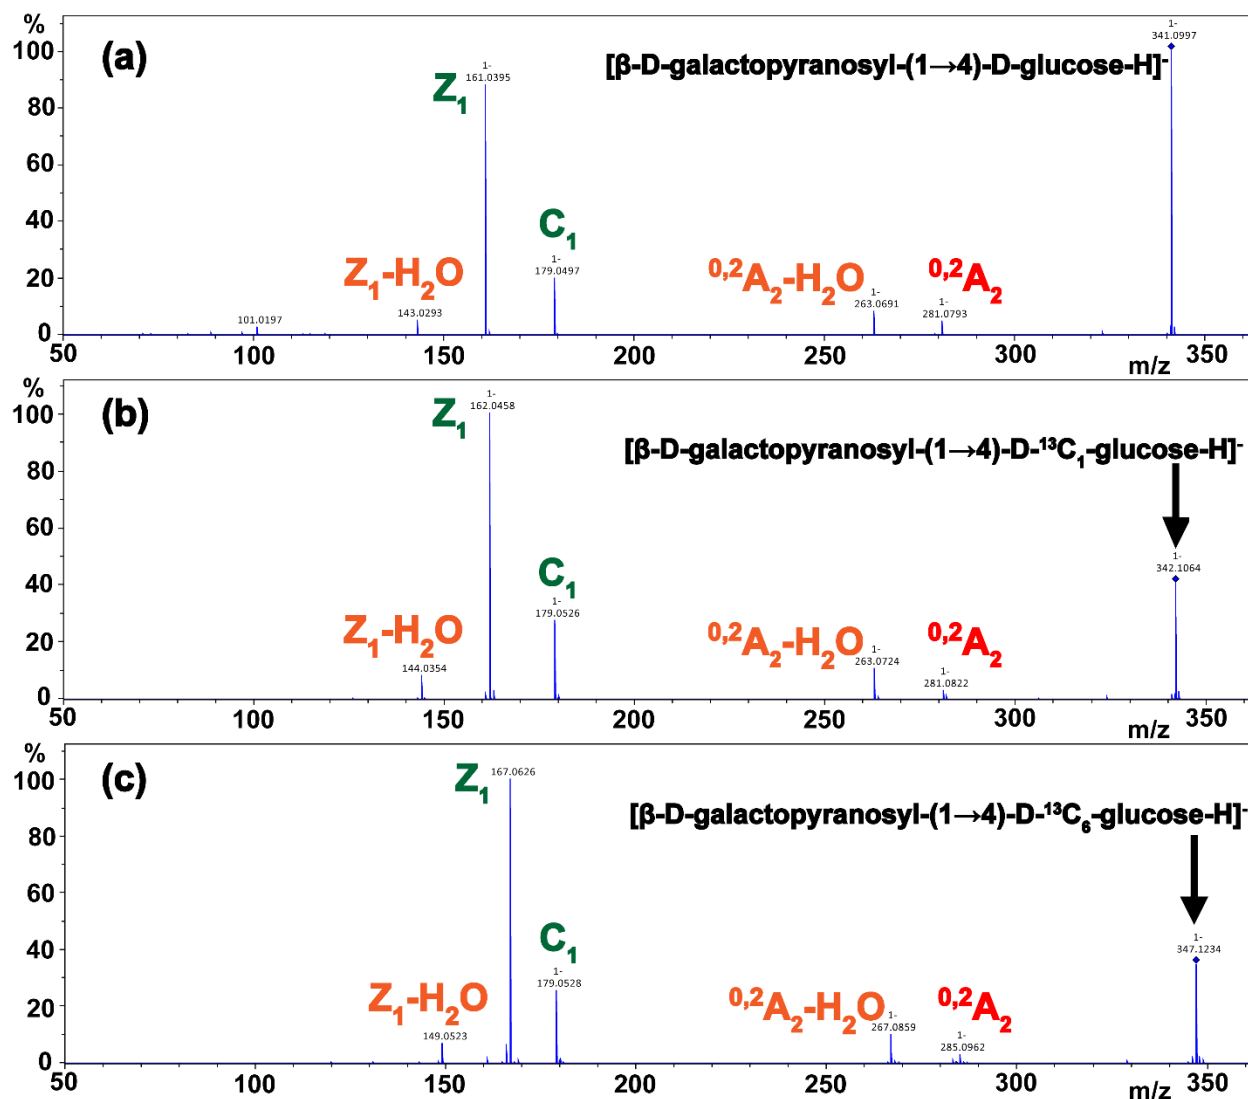 %
(a)
1-
341.0997
[β-D-galactopyranosyl-(1→4)-D-glucose-H]⁻
1-
161.0395
Z₁
C₁
1-
179.0497
Z₁-H₂O
143.0293
101.0197
⁰,²A₂-H₂O
1-
263.0691
⁰,²A₂
1-
281.0793
100
80
60
40
20
0
50 100 150 200 250 300 m/z 350
%
(b)
1-
162.0458
Z₁
[β-D-galactopyranosyl-(1→4)-D-¹³C₁-glucose-H]⁻
1-
342.1064
C₁
1-
179.0526
Z₁-H₂O
1-
144.0354
⁰,²A₂-H₂O
1-
263.0724
⁰,²A₂
1-
281.0822
100
80
60
40
20
0
50 100 150 200 250 300 m/z 350
%
(c)
Z₁
167.0626
[β-D-galactopyranosyl-(1→4)-D-¹³C₆-glucose-H]⁻
1-
347.1234
C₁
1-
179.0528
Z₁-H₂O
149.0523
⁰,²A₂-H₂O
1-
267.0859
⁰,²A₂
1-
285.0962
100
80
60
40
20
0
50 100 150 200 250 300 m/z 350